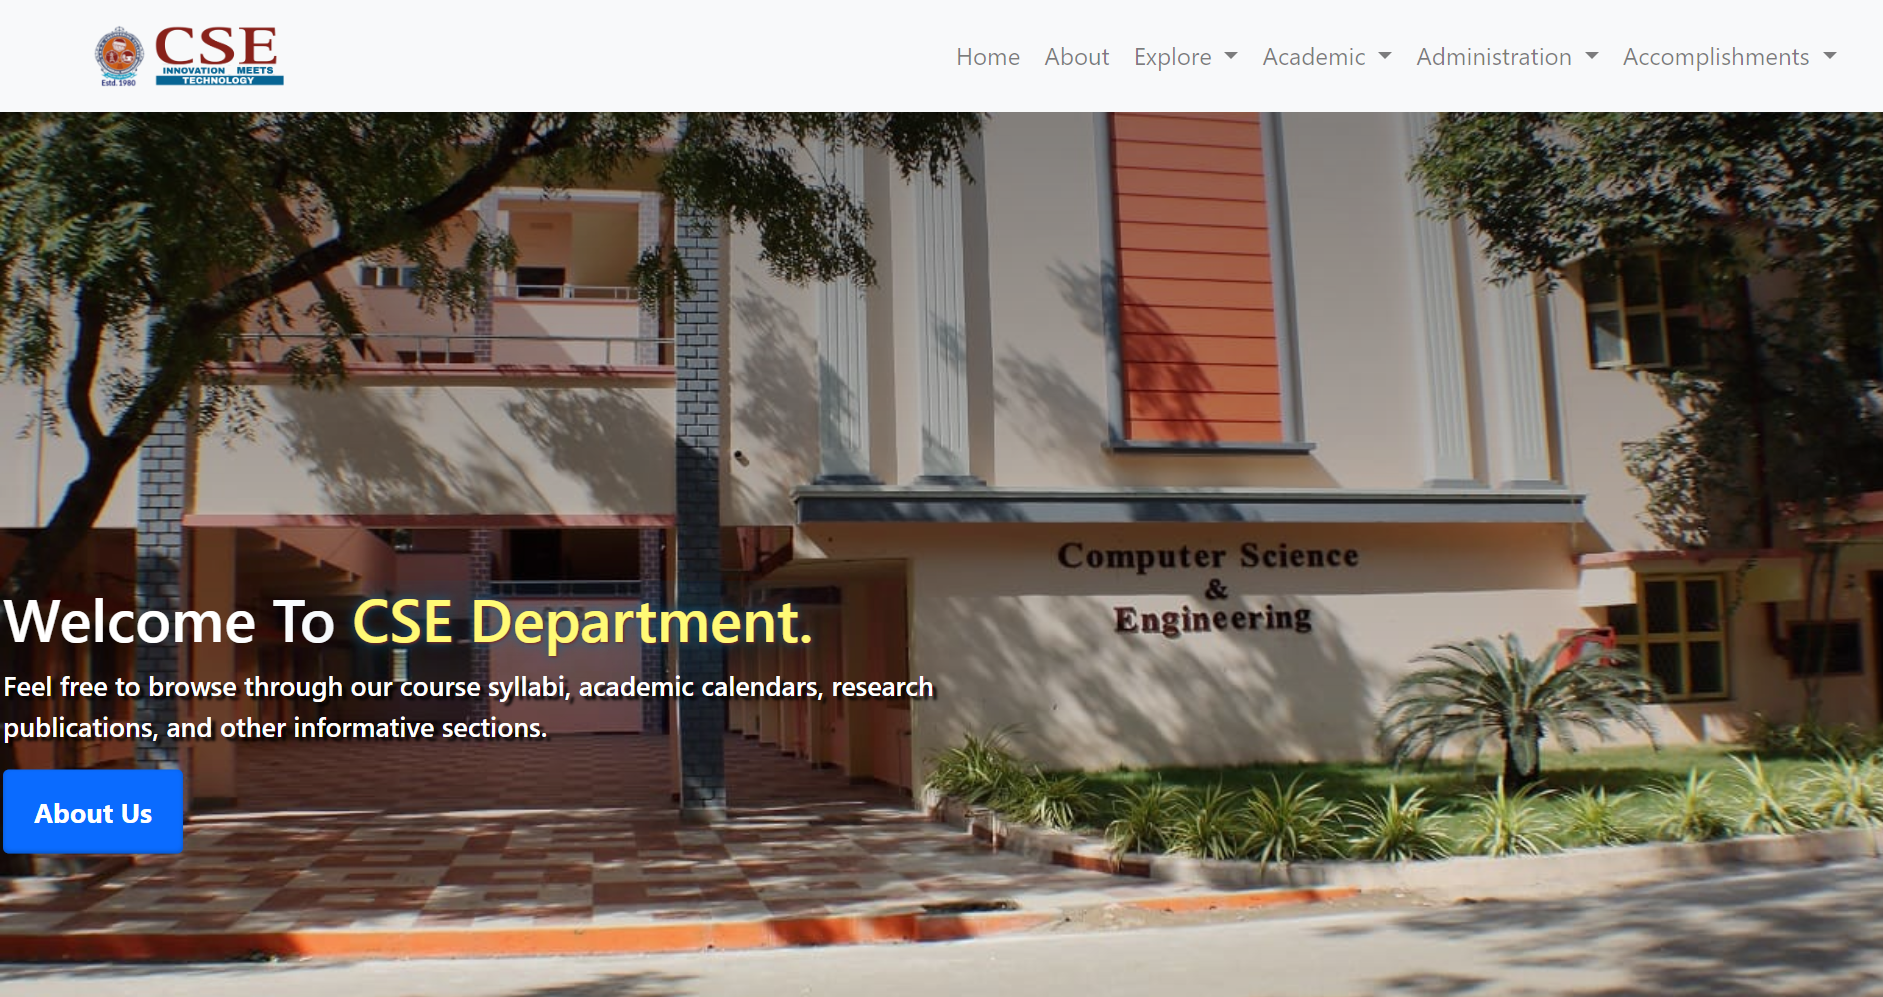 CSE
INNOVATION MEETS
TECHNOLOGY
Estd. 1980
Home About Explore Academic Administration Accomplishments
Computer Science
&
Engineering
Welcome To CSE Department.
Feel free to browse through our course syllabi, academic calendars, research
publications, and other informative sections.
About Us